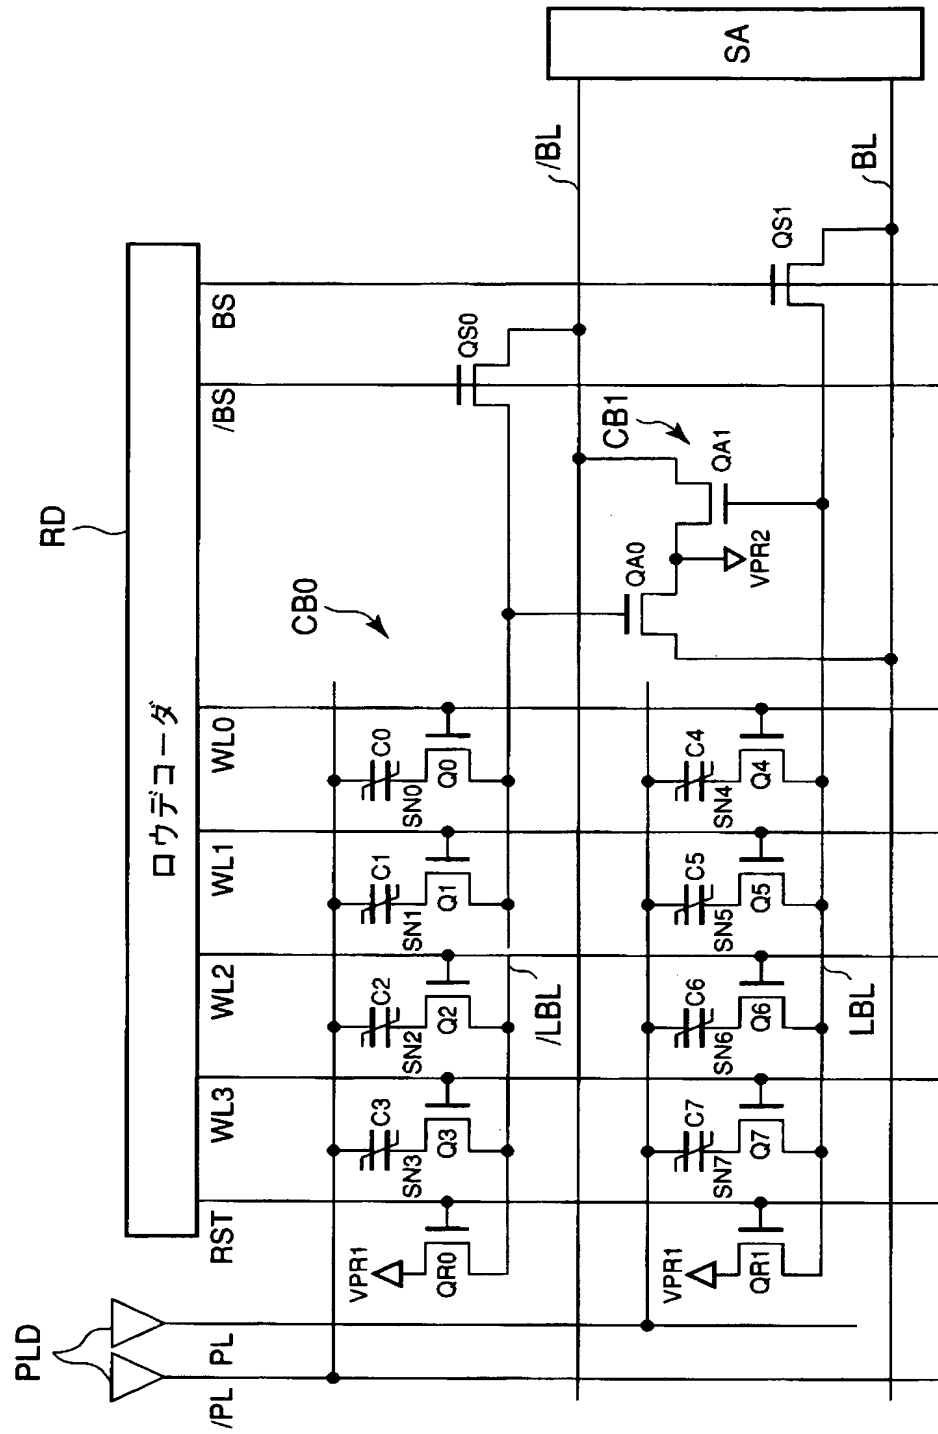 SA
/BL
BL
RD
ロウデコーダ
BS
/BS
WL0
WL1
WL2
WL3
RST
PLD
PL
/PL
QS0
QS1
CB0
CB1
QA0
QA1
VPR2
C0
SN0
Q0
C1
SN1
Q1
C2
SN2
Q2
C3
SN3
Q3
VPR1
QR0
/LBL
C4
SN4
Q4
C5
SN5
Q5
C6
SN6
Q6
C7
SN7
Q7
VPR1
QR1
LBL